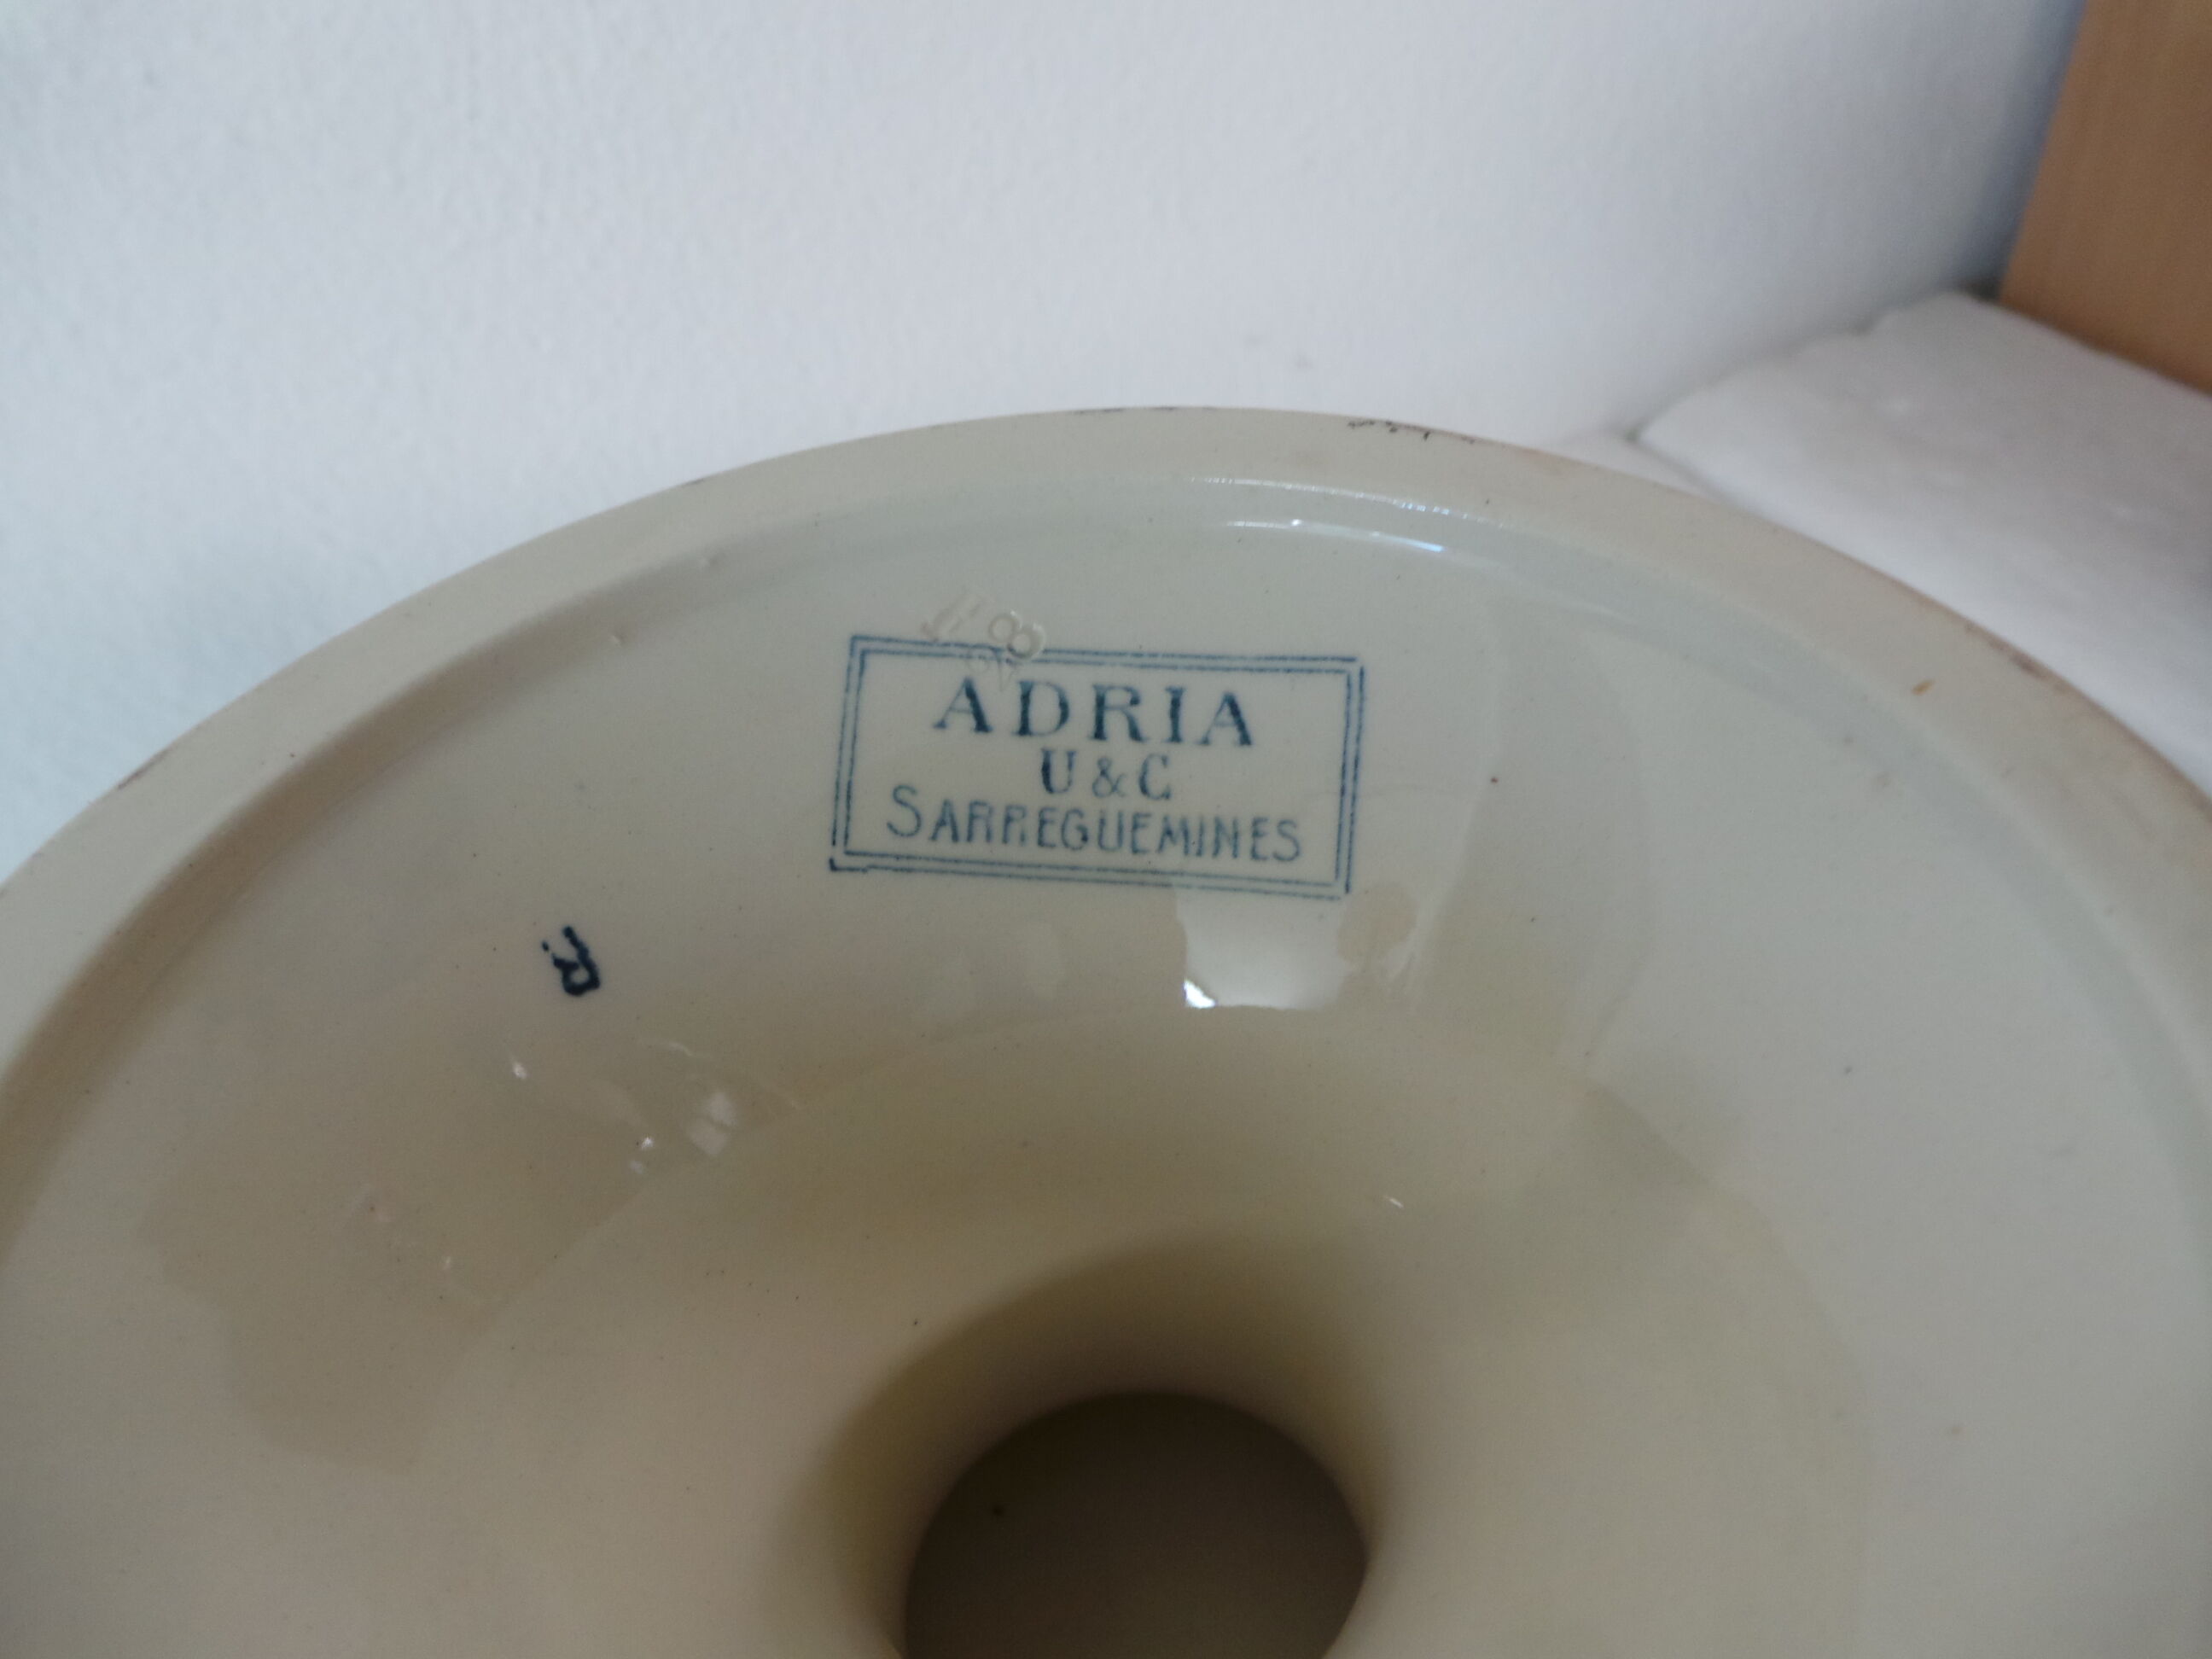 ADRIA
U & C
SARREGUEMINES
R